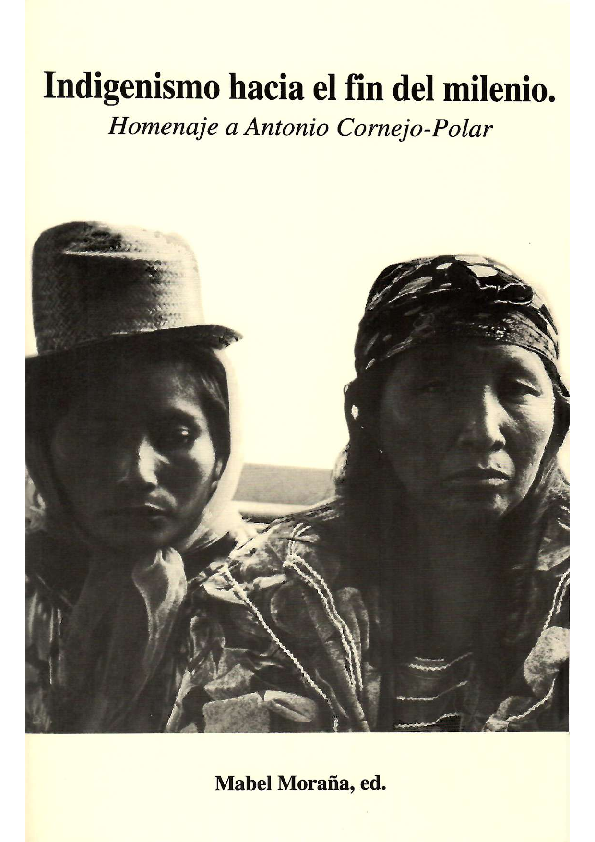 Indigenismo hacia el fin del milenio.
Homenaje a Antonio Cornejo-Polar
Mabel Moraña, ed.